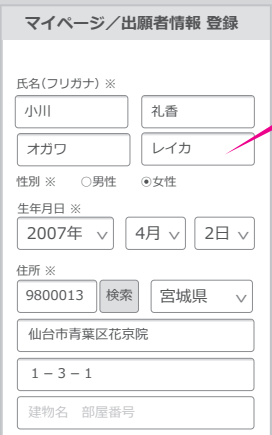 マイページ／出願者情報 登録
氏名(フリガナ) ※
小川 礼香
オガワ レイカ
性別 ※ ○男性 ◉女性
生年月日 ※
2007年 4月 2日
住所 ※
9800013 検索 宮城県
仙台市青葉区花京院
１－３－１
建物名　部屋番号